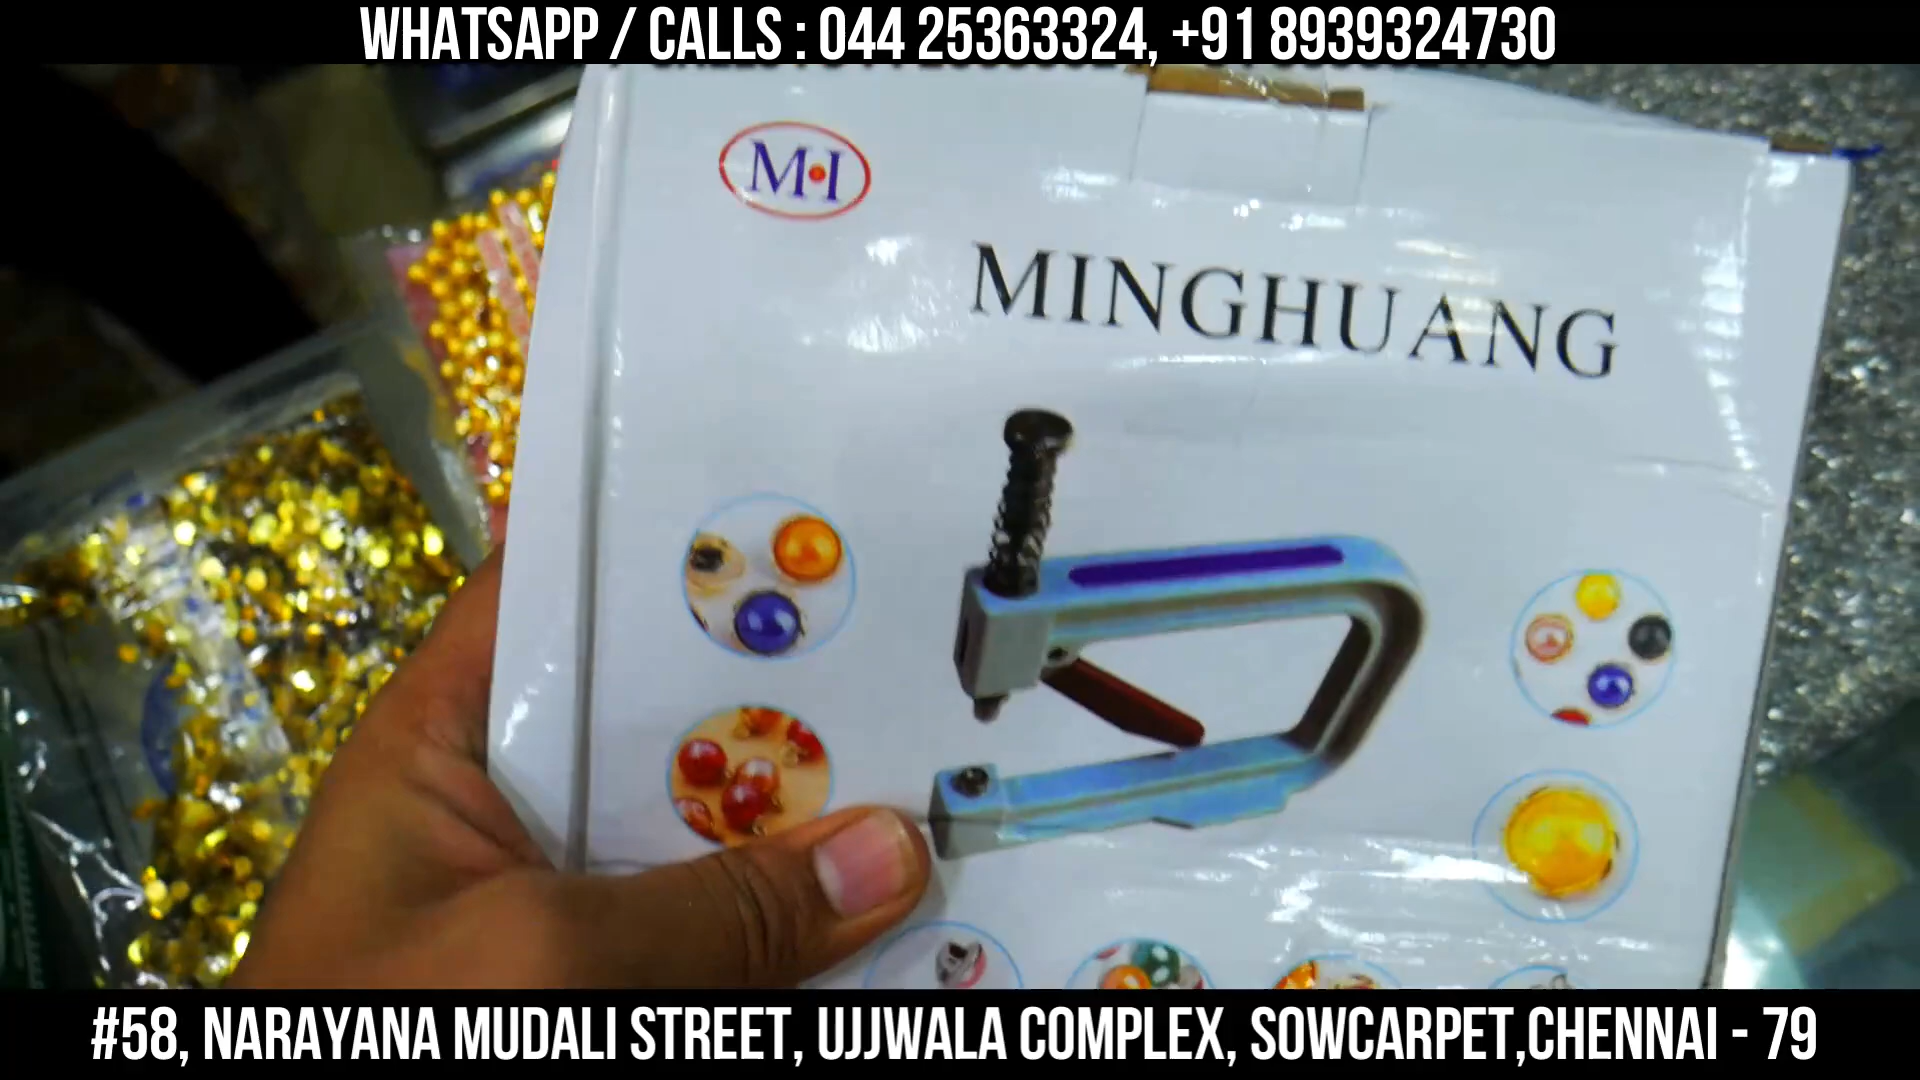 WHATSAPP / CALLS : 044 25363324, +91 8939324730
M•I
MINGHUANG
#58, NARAYANA MUDALI STREET, UJJWALA COMPLEX, SOWCARPET,CHENNAI - 79